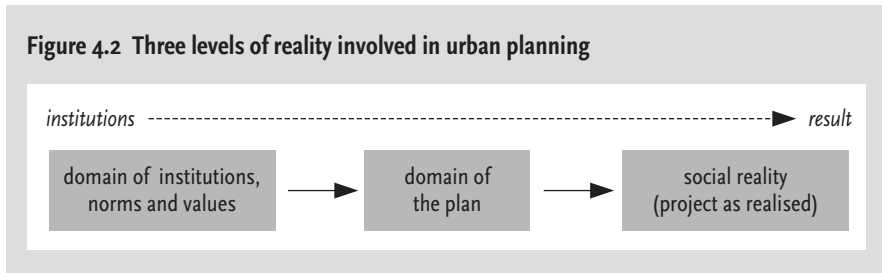 Figure 4.2 Three levels of reality involved in urban planning
institutions result
domain of institutions,
norms and values
domain of
the plan
social reality
(project as realised)